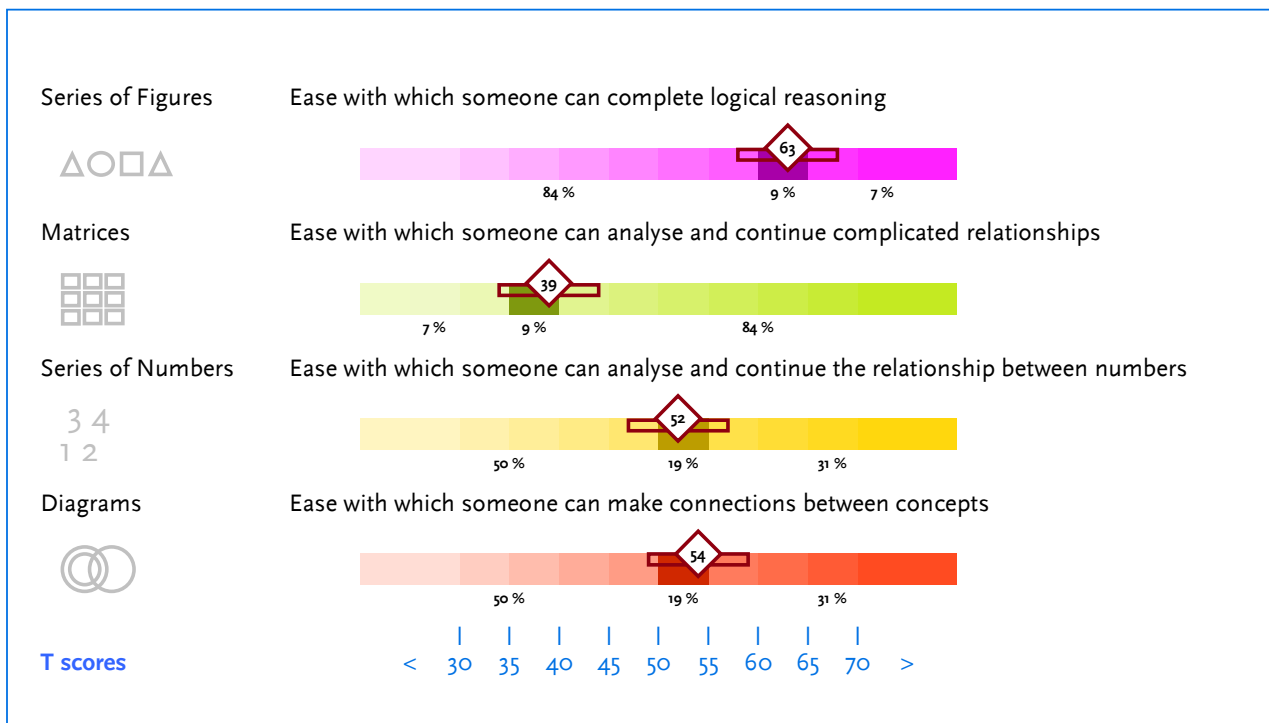 Series of Figures Ease with which someone can complete logical reasoning
63
84 % 9 % 7 %
Matrices Ease with which someone can analyse and continue complicated relationships
39
7 % 9 % 84 %
Series of Numbers Ease with which someone can analyse and continue the relationship between numbers
3 4
52
1 2
50 % 19 % 31 %
Diagrams Ease with which someone can make connections between concepts
54
50 % 19 % 31 %
T scores < 30 35 40 45 50 55 60 65 70 >